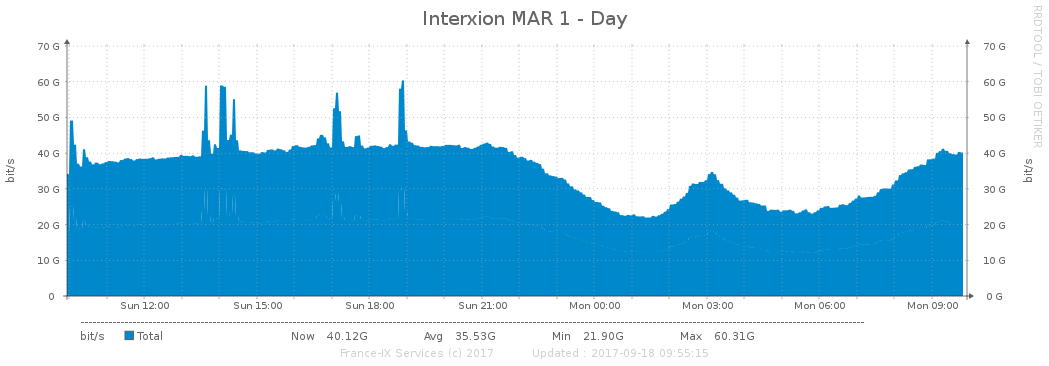 Interxion MAR 1 - Day
RRDTOOL / TOBI OETIKER
70 G 70 G
60 G 60 G
50 G 50 G
40 G 40 G
30 G 30 G
20 G 20 G
10 G 10 G
0 0 G
bit/s bit/s
Sun 12:00 Sun 15:00 Sun 18:00 Sun 21:00 Mon 00:00 Mon 03:00 Mon 06:00 Mon 09:00
bit/s Total Now 40.12G Avg 35.53G Min 21.90G Max 60.31G
France-IX Services (c) 2017 Updated : 2017-09-18 09:55:15